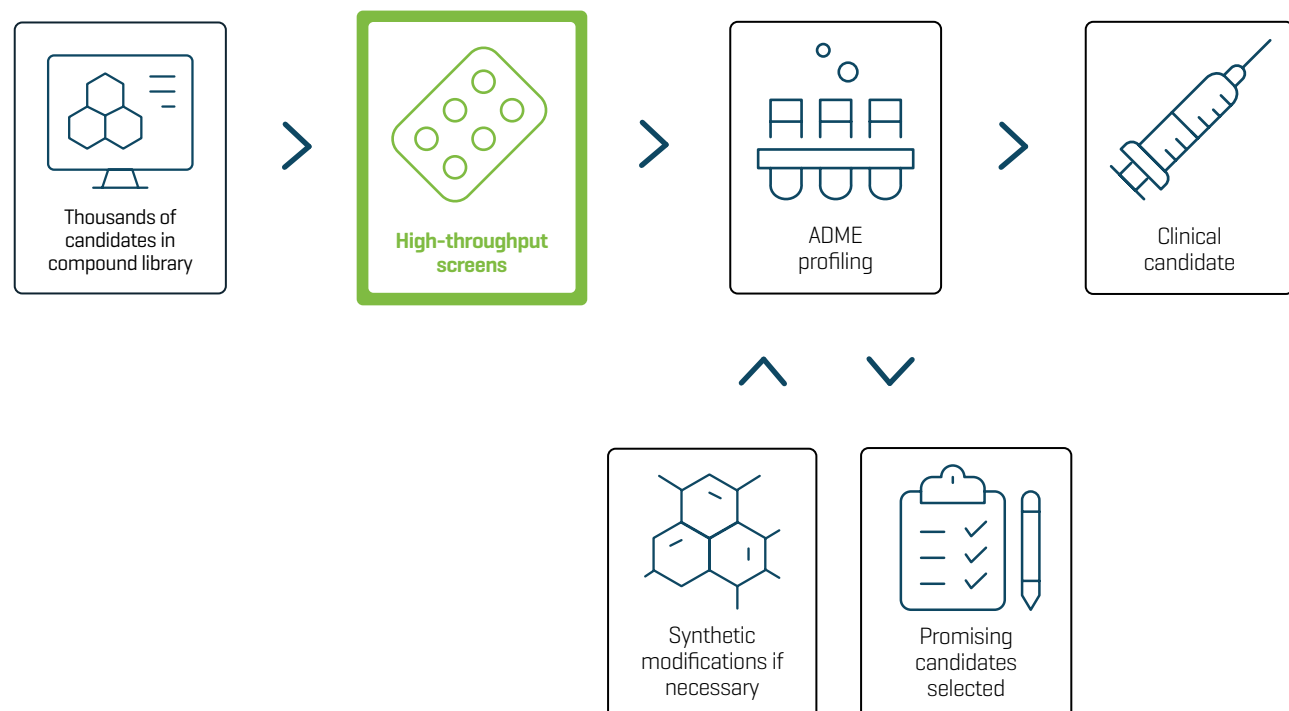 Thousands of
candidates in
compound library
High-throughput
screens
ADME
profiling
Clinical
candidate
Synthetic
modifications if
necessary
Promising
candidates
selected